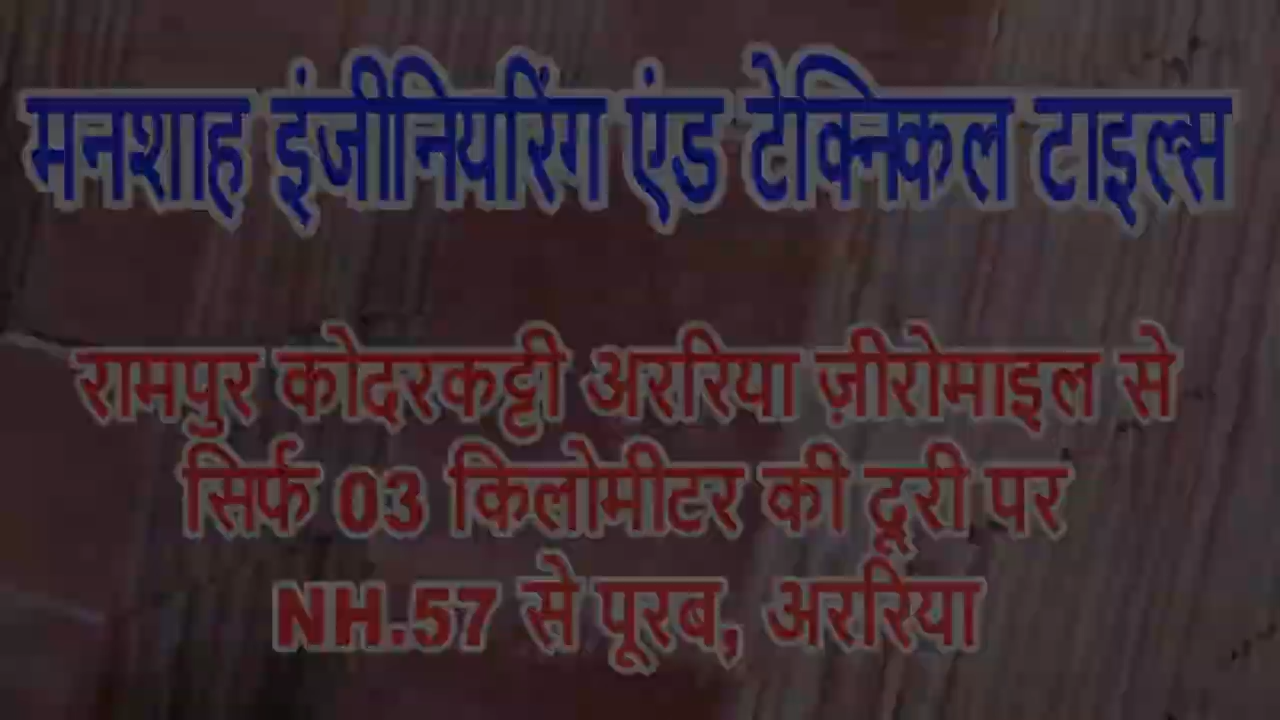 मनशाह इंजीनियरिंग एंड टेक्निकल टाइल्स
रामपुर कोदरकट्टी अररिया ज़ीरोमाइल से
सिर्फ 03 किलोमीटर की दूरी पर
NH.57 से पूरब, अररिया